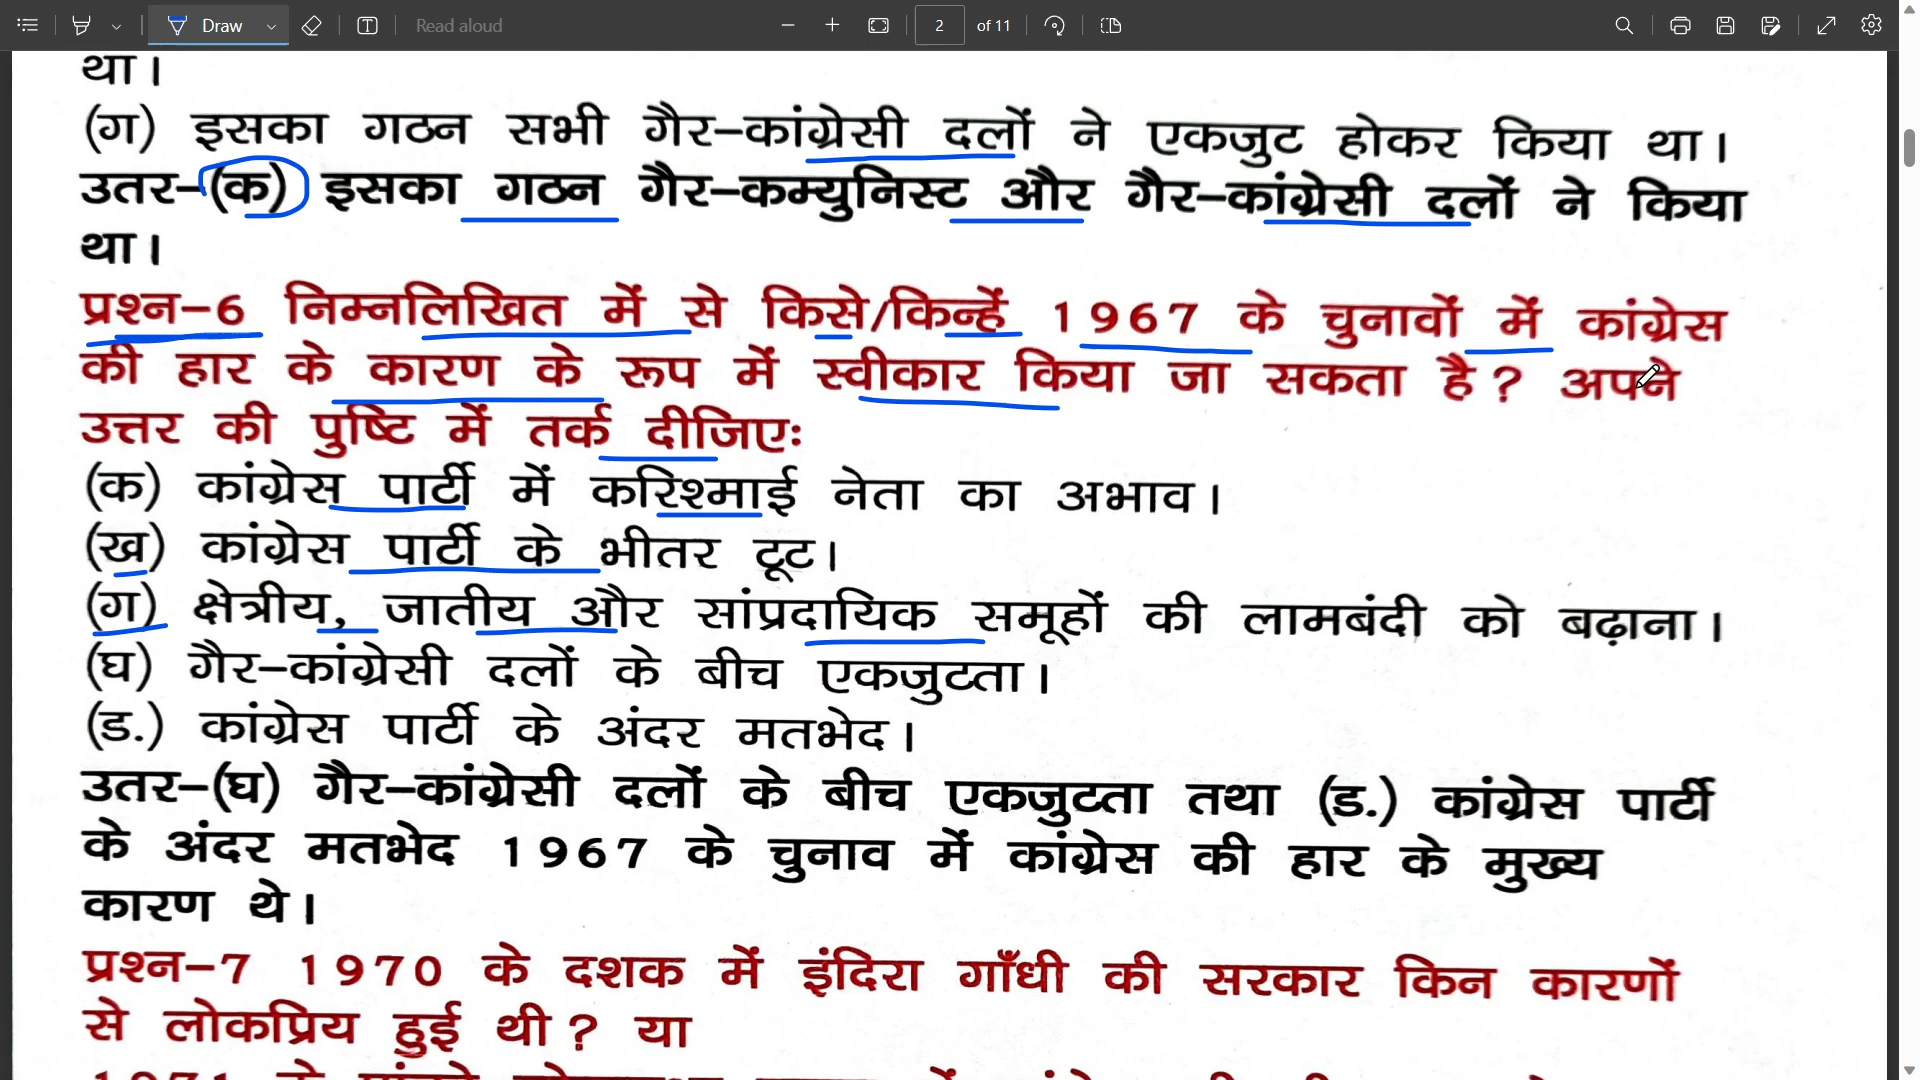 Draw
Read aloud
2 of 11
था।
(ग) इसका गठन सभी गैर–कांग्रेसी दलों ने एकजुट होकर किया था।
उतर–(क) इसका गठन गैर–कम्युनिस्ट और गैर–कांग्रेसी दलों ने किया
था।
प्रश्न–6 निम्नलिखित में से किसे/किन्हें 1967 के चुनावों में कांग्रेस
की हार के कारण के रूप में स्वीकार किया जा सकता है? अपने
उत्तर की पुष्टि में तर्क दीजिएः
(क) कांग्रेस पार्टी में करिश्माई नेता का अभाव।
(ख) कांग्रेस पार्टी के भीतर टूट।
(ग) क्षेत्रीय, जातीय और सांप्रदायिक समूहों की लामबंदी को बढ़ाना।
(घ) गैर–कांग्रेसी दलों के बीच एकजुटता।
(ड.) कांग्रेस पार्टी के अंदर मतभेद।
उतर–(घ) गैर–कांग्रेसी दलों के बीच एकजुटता तथा (ड.) कांग्रेस पार्टी
के अंदर मतभेद 1967 के चुनाव में कांग्रेस की हार के मुख्य
कारण थे।
प्रश्न–7 1970 के दशक में इंदिरा गाँधी की सरकार किन कारणों
से लोकप्रिय हुई थी? या